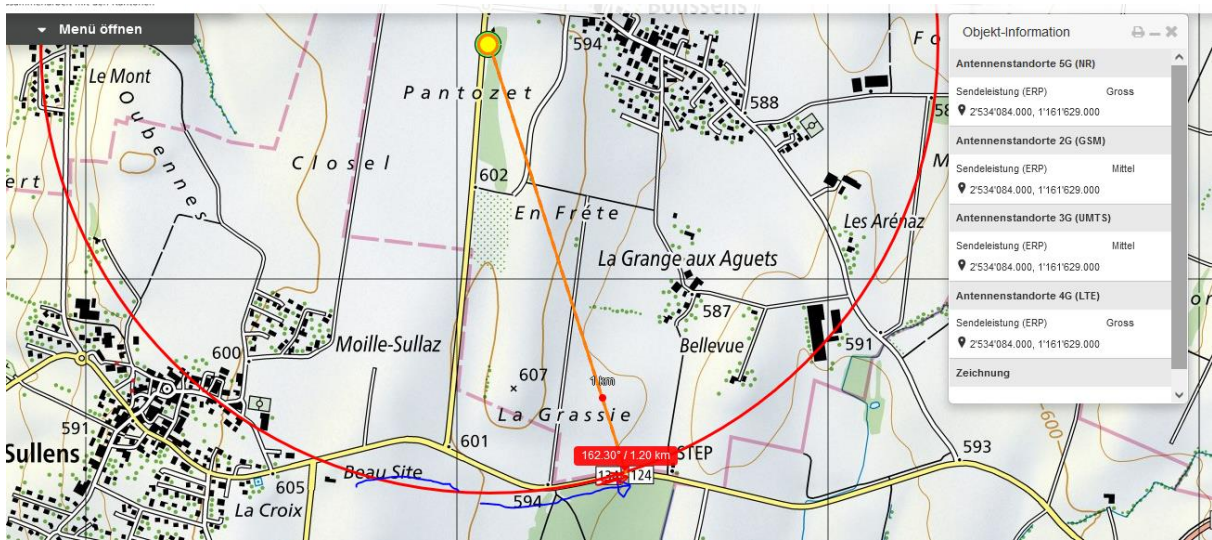 Boussens
Menü öffnen
594
Fo
Objekt-Information
Le Mont
Oubennes
Pantozet
588
58
Closel
ert
602
En Fréte
Les Arénaz
La Grange aux Aguets
587
Moille-Sullaz
600
Bellevue
591
607
1 km
La Grassie
591
Sullens
601
162.30° / 1.20 km
STEP
593
600
Beau Site
124
605
594
La Croix
Antennenstandorte 5G (NR)
Sendeleistung (ERP) Gross
2'534'084.000, 1'161'629.000
Antennenstandorte 2G (GSM)
Sendeleistung (ERP) Mittel
2'534'084.000, 1'161'629.000
Antennenstandorte 3G (UMTS)
Sendeleistung (ERP) Mittel
2'534'084.000, 1'161'629.000
Antennenstandorte 4G (LTE)
Sendeleistung (ERP) Gross
2'534'084.000, 1'161'629.000
Zeichnung